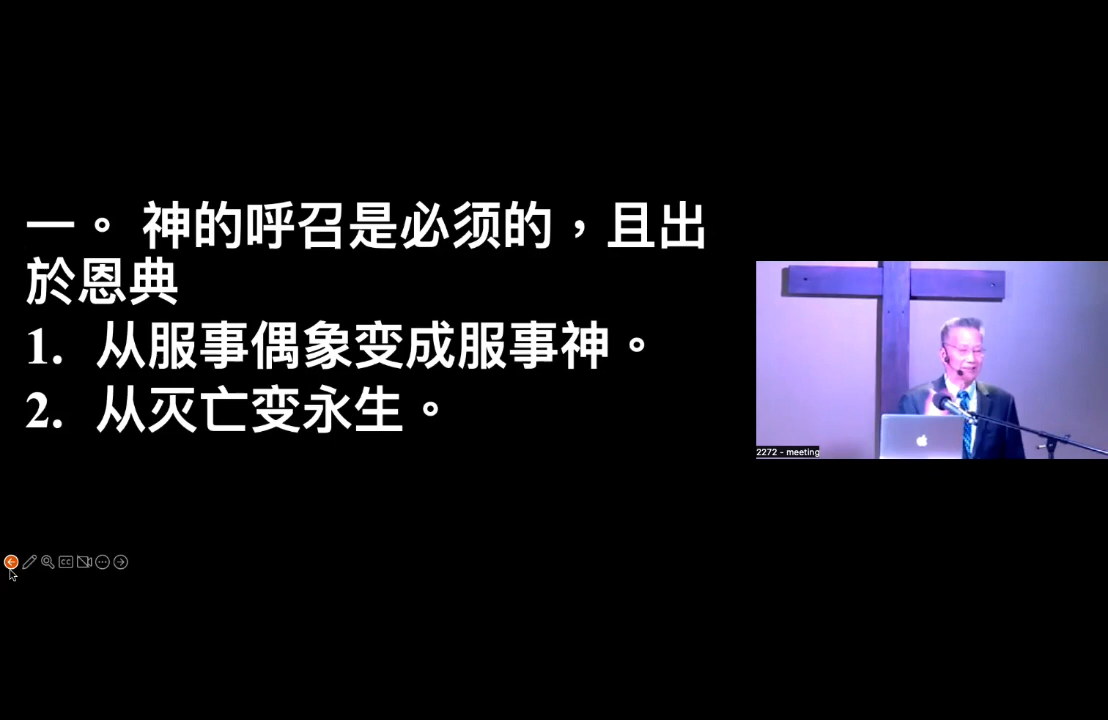 一。 神的呼召是必须的，且出
於恩典
1. 从服事偶象变成服事神。
2. 从灭亡变永生。
2272 - meeting
CC